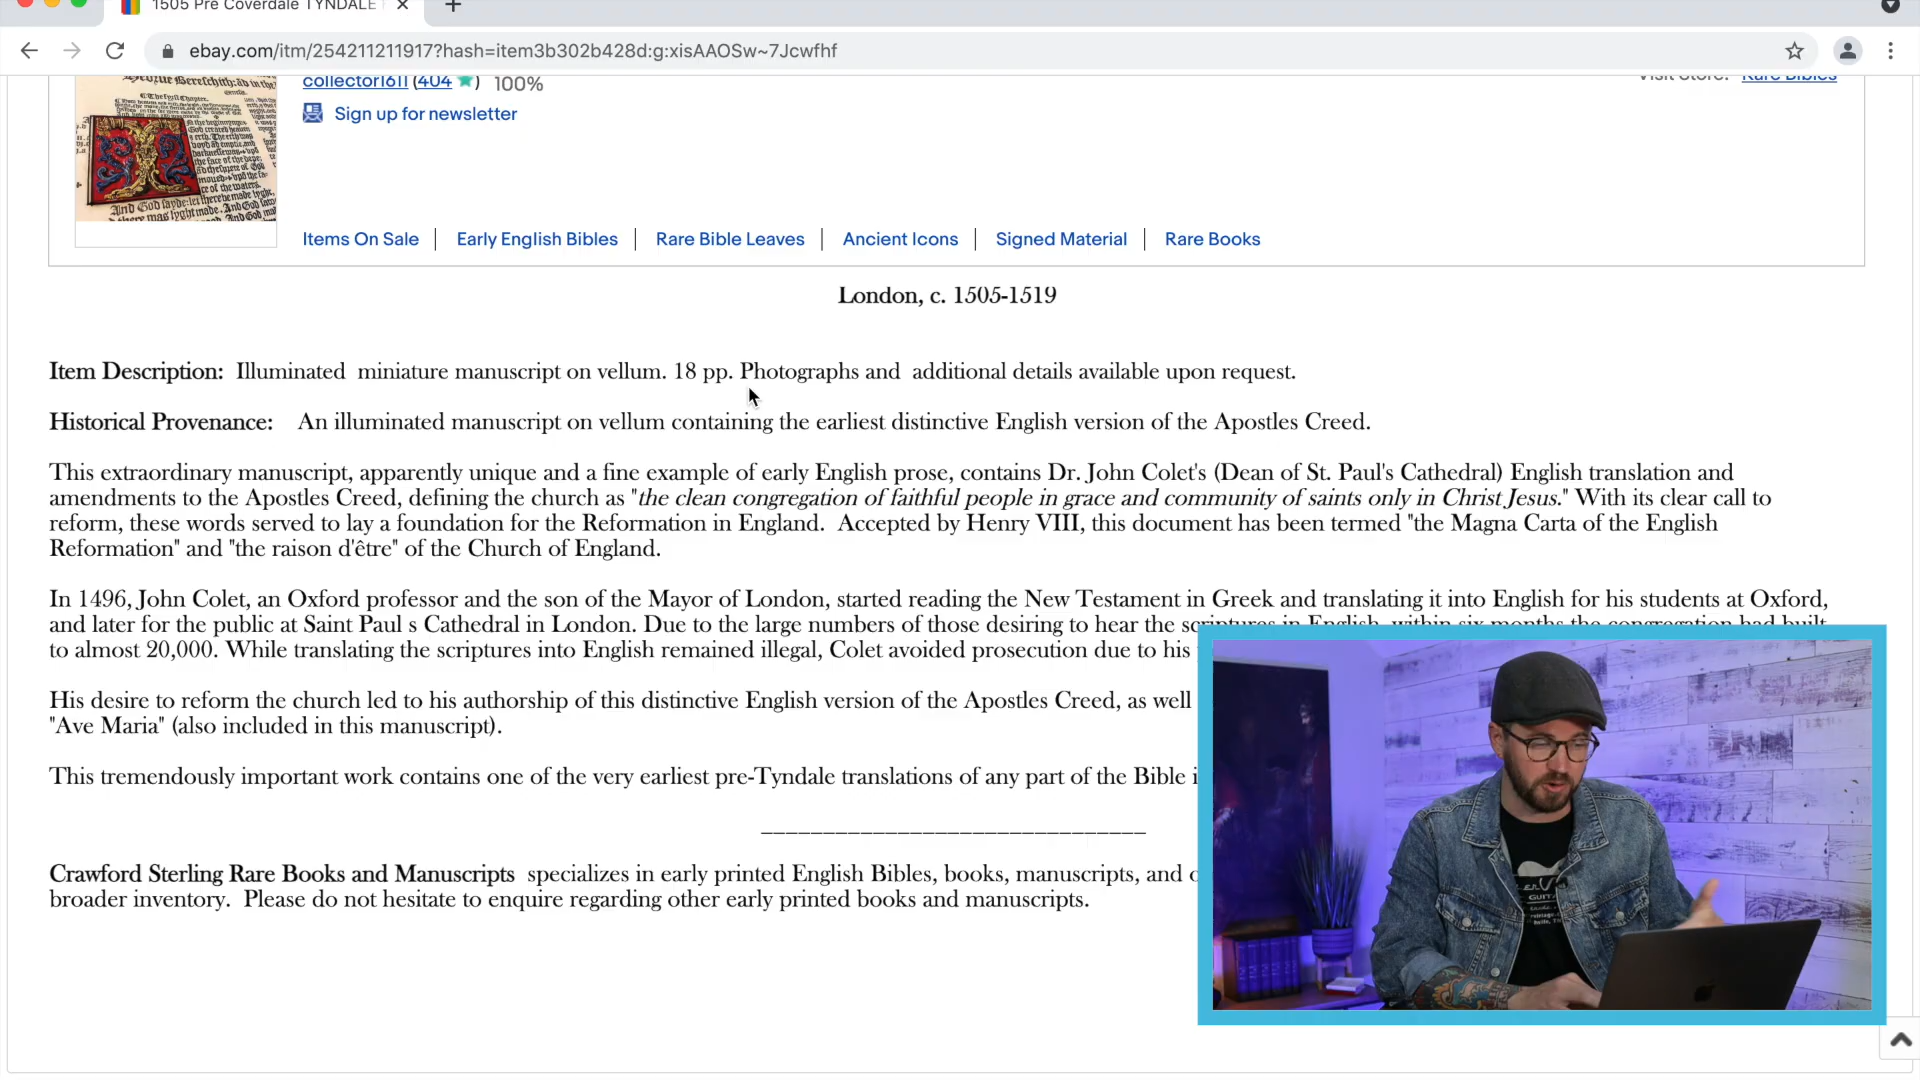 1505 Pre Coverdale TYNDALE
ebay.com/itm/254211211917?hash=item3b302b428d:g:xisAAOSw~7Jcwfhf
collector1611 (404 ) 100%
Visit Store: Rare Bibles
Sign up for newsletter
Items On Sale | Early English Bibles | Rare Bible Leaves | Ancient Icons | Signed Material | Rare Books
London, c. 1505-1519
Item Description: Illuminated miniature manuscript on vellum. 18 pp. Photographs and additional details available upon request.
Historical Provenance: An illuminated manuscript on vellum containing the earliest distinctive English version of the Apostles Creed.
This extraordinary manuscript, apparently unique and a fine example of early English prose, contains Dr. John Colet's (Dean of St. Paul's Cathedral) English translation and
amendments to the Apostles Creed, defining the church as "the clean congregation of faithful people in grace and community of saints only in Christ Jesus." With its clear call to
reform, these words served to lay a foundation for the Reformation in England. Accepted by Henry VIII, this document has been termed "the Magna Carta of the English
Reformation" and "the raison d'être" of the Church of England.
In 1496, John Colet, an Oxford professor and the son of the Mayor of London, started reading the New Testament in Greek and translating it into English for his students at Oxford,
and later for the public at Saint Paul s Cathedral in London. Due to the large numbers of those desiring to hear the scriptures in English, within six months the congregation had built
to almost 20,000. While translating the scriptures into English remained illegal, Colet avoided prosecution due to his
His desire to reform the church led to his authorship of this distinctive English version of the Apostles Creed, as well
"Ave Maria" (also included in this manuscript).
This tremendously important work contains one of the very earliest pre-Tyndale translations of any part of the Bible
Crawford Sterling Rare Books and Manuscripts specializes in early printed English Bibles, books, manuscripts, and
broader inventory. Please do not hesitate to enquire regarding other early printed books and manuscripts.